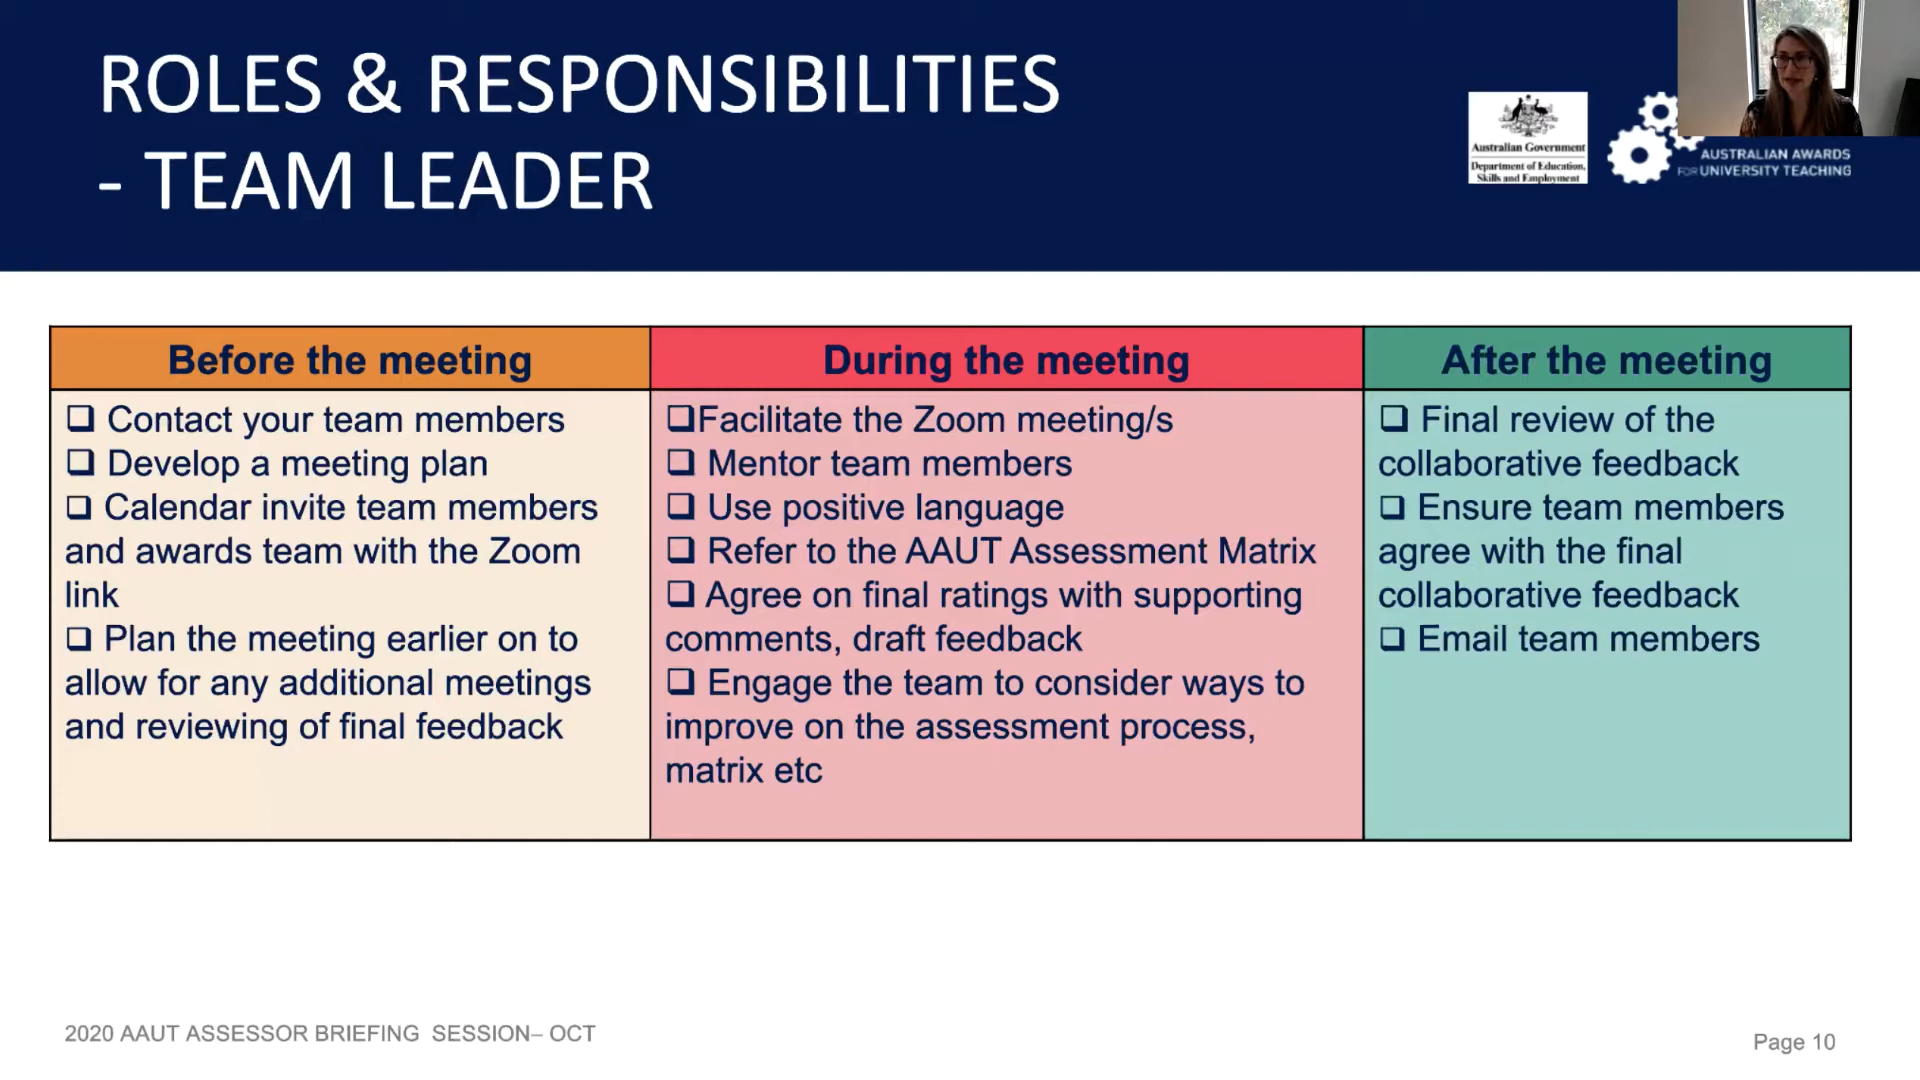 ROLES & RESPONSIBILITIES
- TEAM LEADER
Australian Government
Department of Education,
Skills and Employment
AUSTRALIAN AWARDS
FOR UNIVERSITY TEACHING
Before the meeting
❑ Contact your team members
❑ Develop a meeting plan
❑ Calendar invite team members
and awards team with the Zoom
link
❑ Plan the meeting earlier on to
allow for any additional meetings
and reviewing of final feedback
During the meeting
❑Facilitate the Zoom meeting/s
❑ Mentor team members
❑ Use positive language
❑ Refer to the AAUT Assessment Matrix
❑ Agree on final ratings with supporting
comments, draft feedback
❑ Engage the team to consider ways to
improve on the assessment process,
matrix etc
After the meeting
❑ Final review of the
collaborative feedback
❑ Ensure team members
agree with the final
collaborative feedback
❑ Email team members
2020 AAUT ASSESSOR BRIEFING SESSION– OCT
Page 10